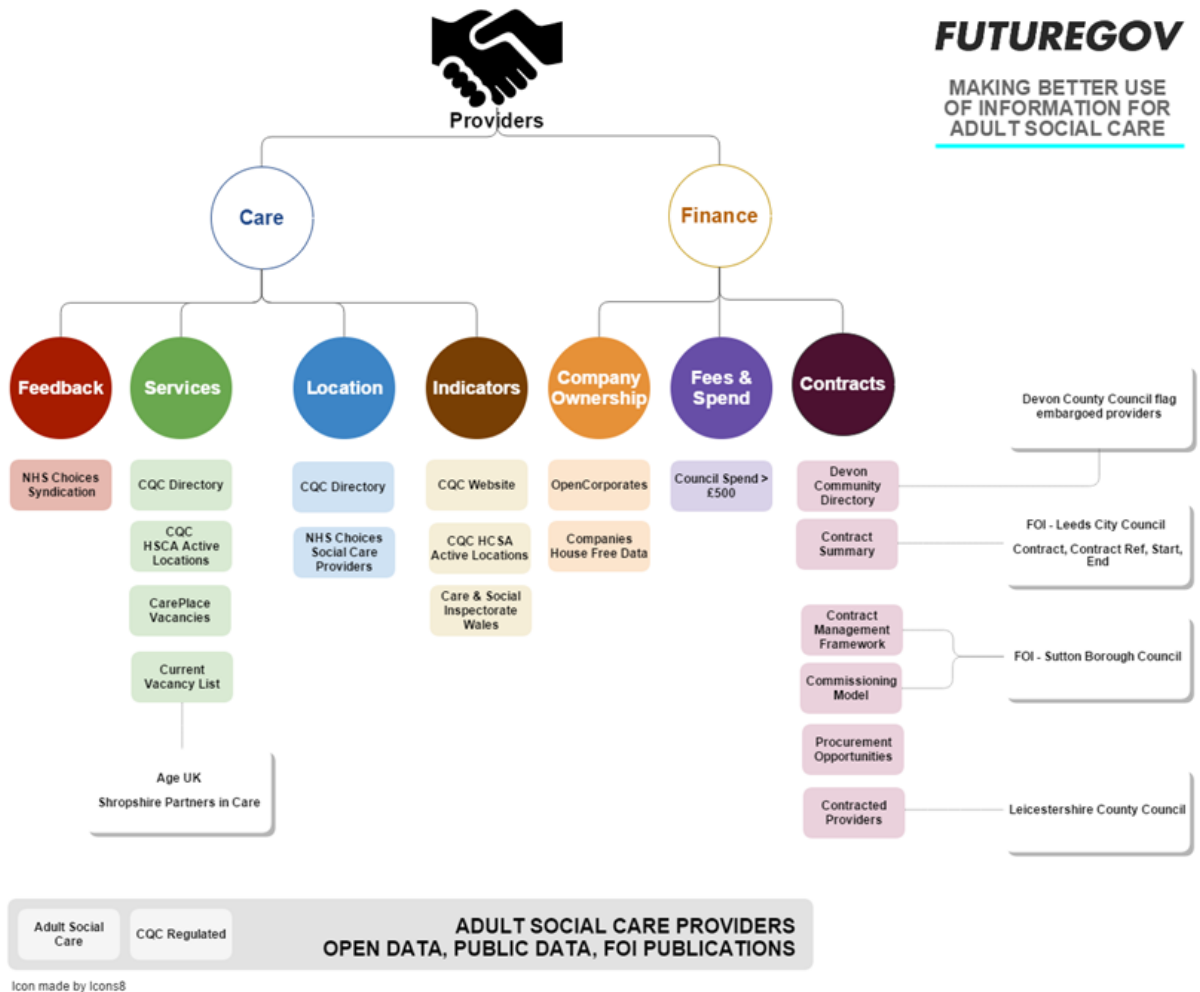 FUTUREGOV
MAKING BETTER USE
OF INFORMATION FOR
ADULT SOCIAL CARE
Providers
Care
Finance
Feedback
Services
Location
Indicators
Company
Ownership
Fees &
Spend
Contracts
NHS Choices
Syndication
CQC Directory
CQC
HSCA Active
Locations
CarePlace
Vacancies
Current
Vacancy List
Age UK
Shropshire Partners in Care
CQC Directory
NHS Choices
Social Care
Providers
CQC Website
CQC HCSA
Active Locations
Care & Social
Inspectorate
Wales
OpenCorporates
Companies
House Free Data
Council Spend >
£500
Devon
Community
Directory
Contract
Summary
Contract
Management
Framework
Commissioning
Model
Procurement
Opportunities
Contracted
Providers
Devon County Council flag
embargoed providers
FOI - Leeds City Council
Contract, Contract Ref, Start,
End
FOI - Sutton Borough Council
Leicestershire County Council
Adult Social
Care
CQC Regulated
ADULT SOCIAL CARE PROVIDERS
OPEN DATA, PUBLIC DATA, FOI PUBLICATIONS
Icon made by Icons8